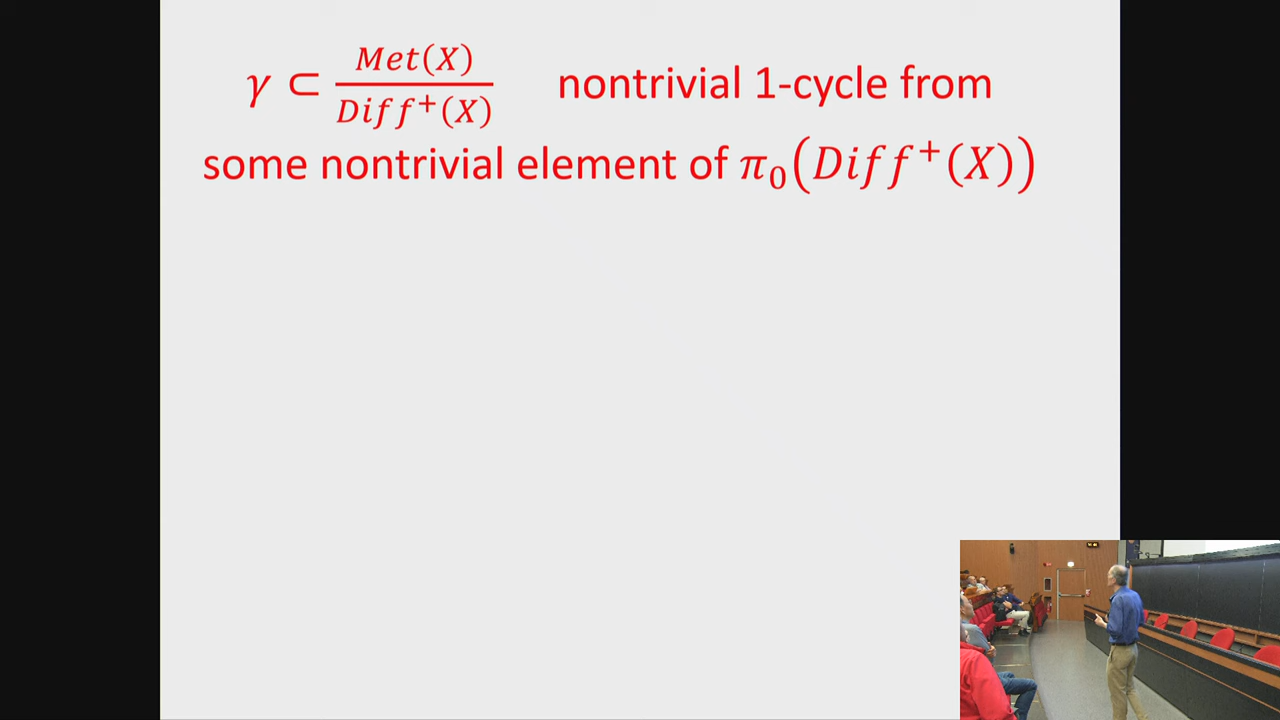 γ ⊂ Met(X) / Diff⁺(X) nontrivial 1-cycle from
some nontrivial element of π₀(Diff⁺(X))